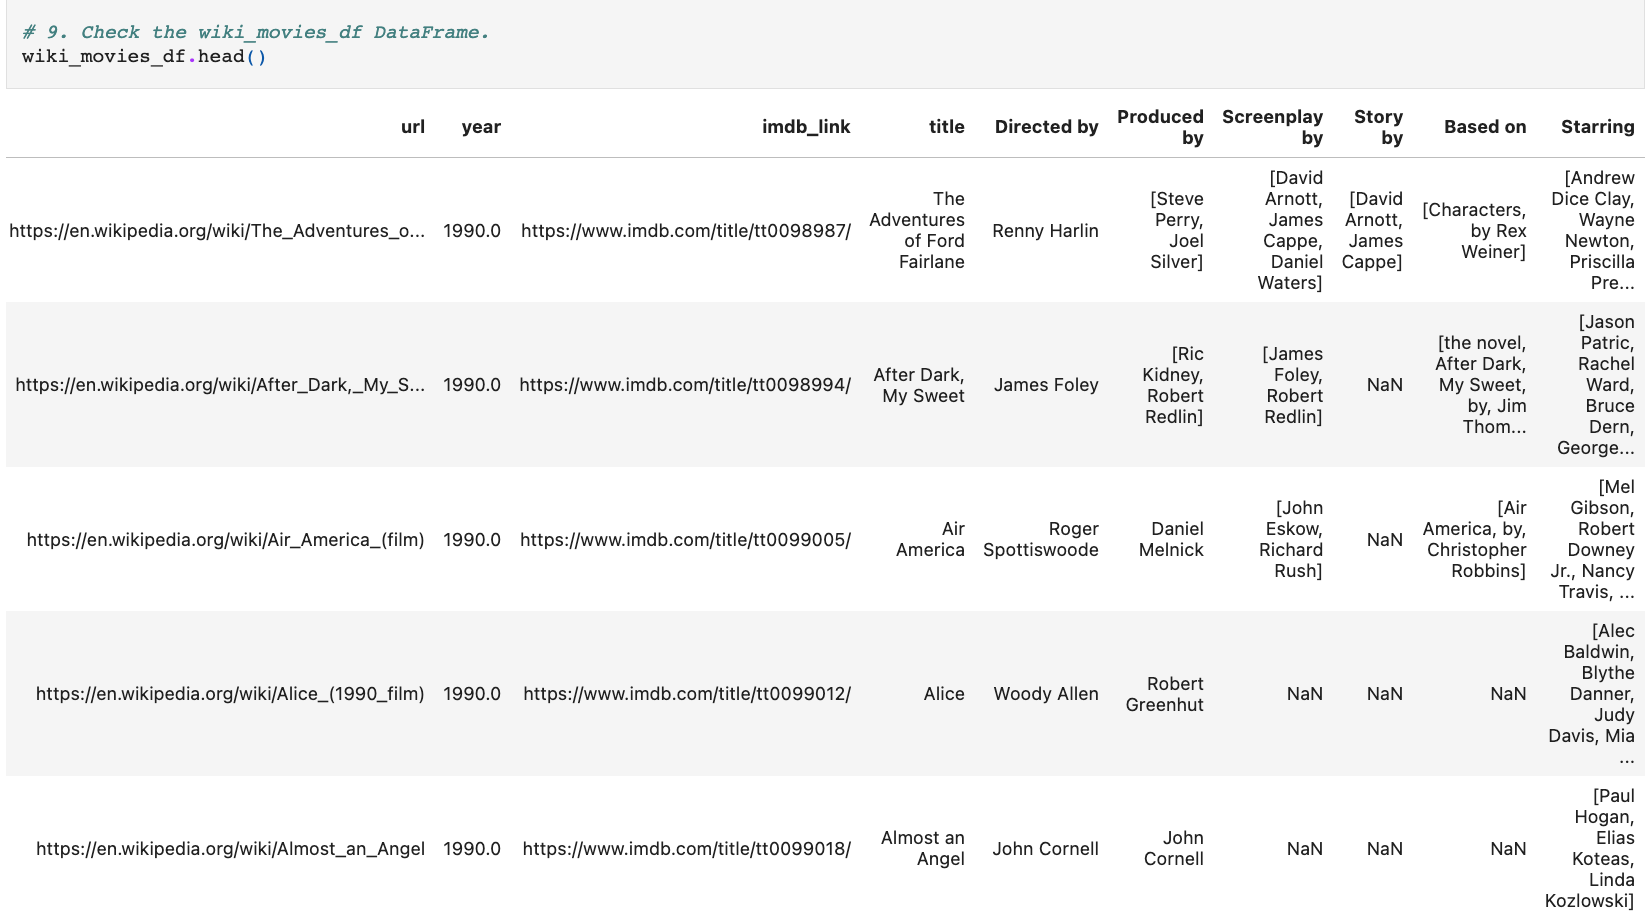 # 9. Check the wiki_movies_df DataFrame.
wiki_movies_df.head()
url year imdb_link title Directed by Produced by Screenplay by Story by Based on Starring
https://en.wikipedia.org/wiki/The_Adventures_o... 1990.0 https://www.imdb.com/title/tt0098987/ The Adventures of Ford Fairlane Renny Harlin [Steve Perry, Joel Silver] [David Arnott, James Cappe, Daniel Waters] [David Arnott, James Cappe] [Characters, by Rex Weiner] [Andrew Dice Clay, Wayne Newton, Priscilla Pre...
https://en.wikipedia.org/wiki/After_Dark,_My_S... 1990.0 https://www.imdb.com/title/tt0098994/ After Dark, My Sweet James Foley [Ric Kidney, Robert Redlin] [James Foley, Robert Redlin] NaN [the novel, After Dark, My Sweet, by, Jim Thom... [Jason Patric, Rachel Ward, Bruce Dern, George...
https://en.wikipedia.org/wiki/Air_America_(film) 1990.0 https://www.imdb.com/title/tt0099005/ Air America Roger Spottiswoode Daniel Melnick [John Eskow, Richard Rush] NaN [Air America, by, Christopher Robbins] [Mel Gibson, Robert Downey Jr., Nancy Travis, ...
https://en.wikipedia.org/wiki/Alice_(1990_film) 1990.0 https://www.imdb.com/title/tt0099012/ Alice Woody Allen Robert Greenhut NaN NaN NaN [Alec Baldwin, Blythe Danner, Judy Davis, Mia ...
https://en.wikipedia.org/wiki/Almost_an_Angel 1990.0 https://www.imdb.com/title/tt0099018/ Almost an Angel John Cornell John Cornell NaN NaN NaN [Paul Hogan, Elias Koteas, Linda Kozlowski]